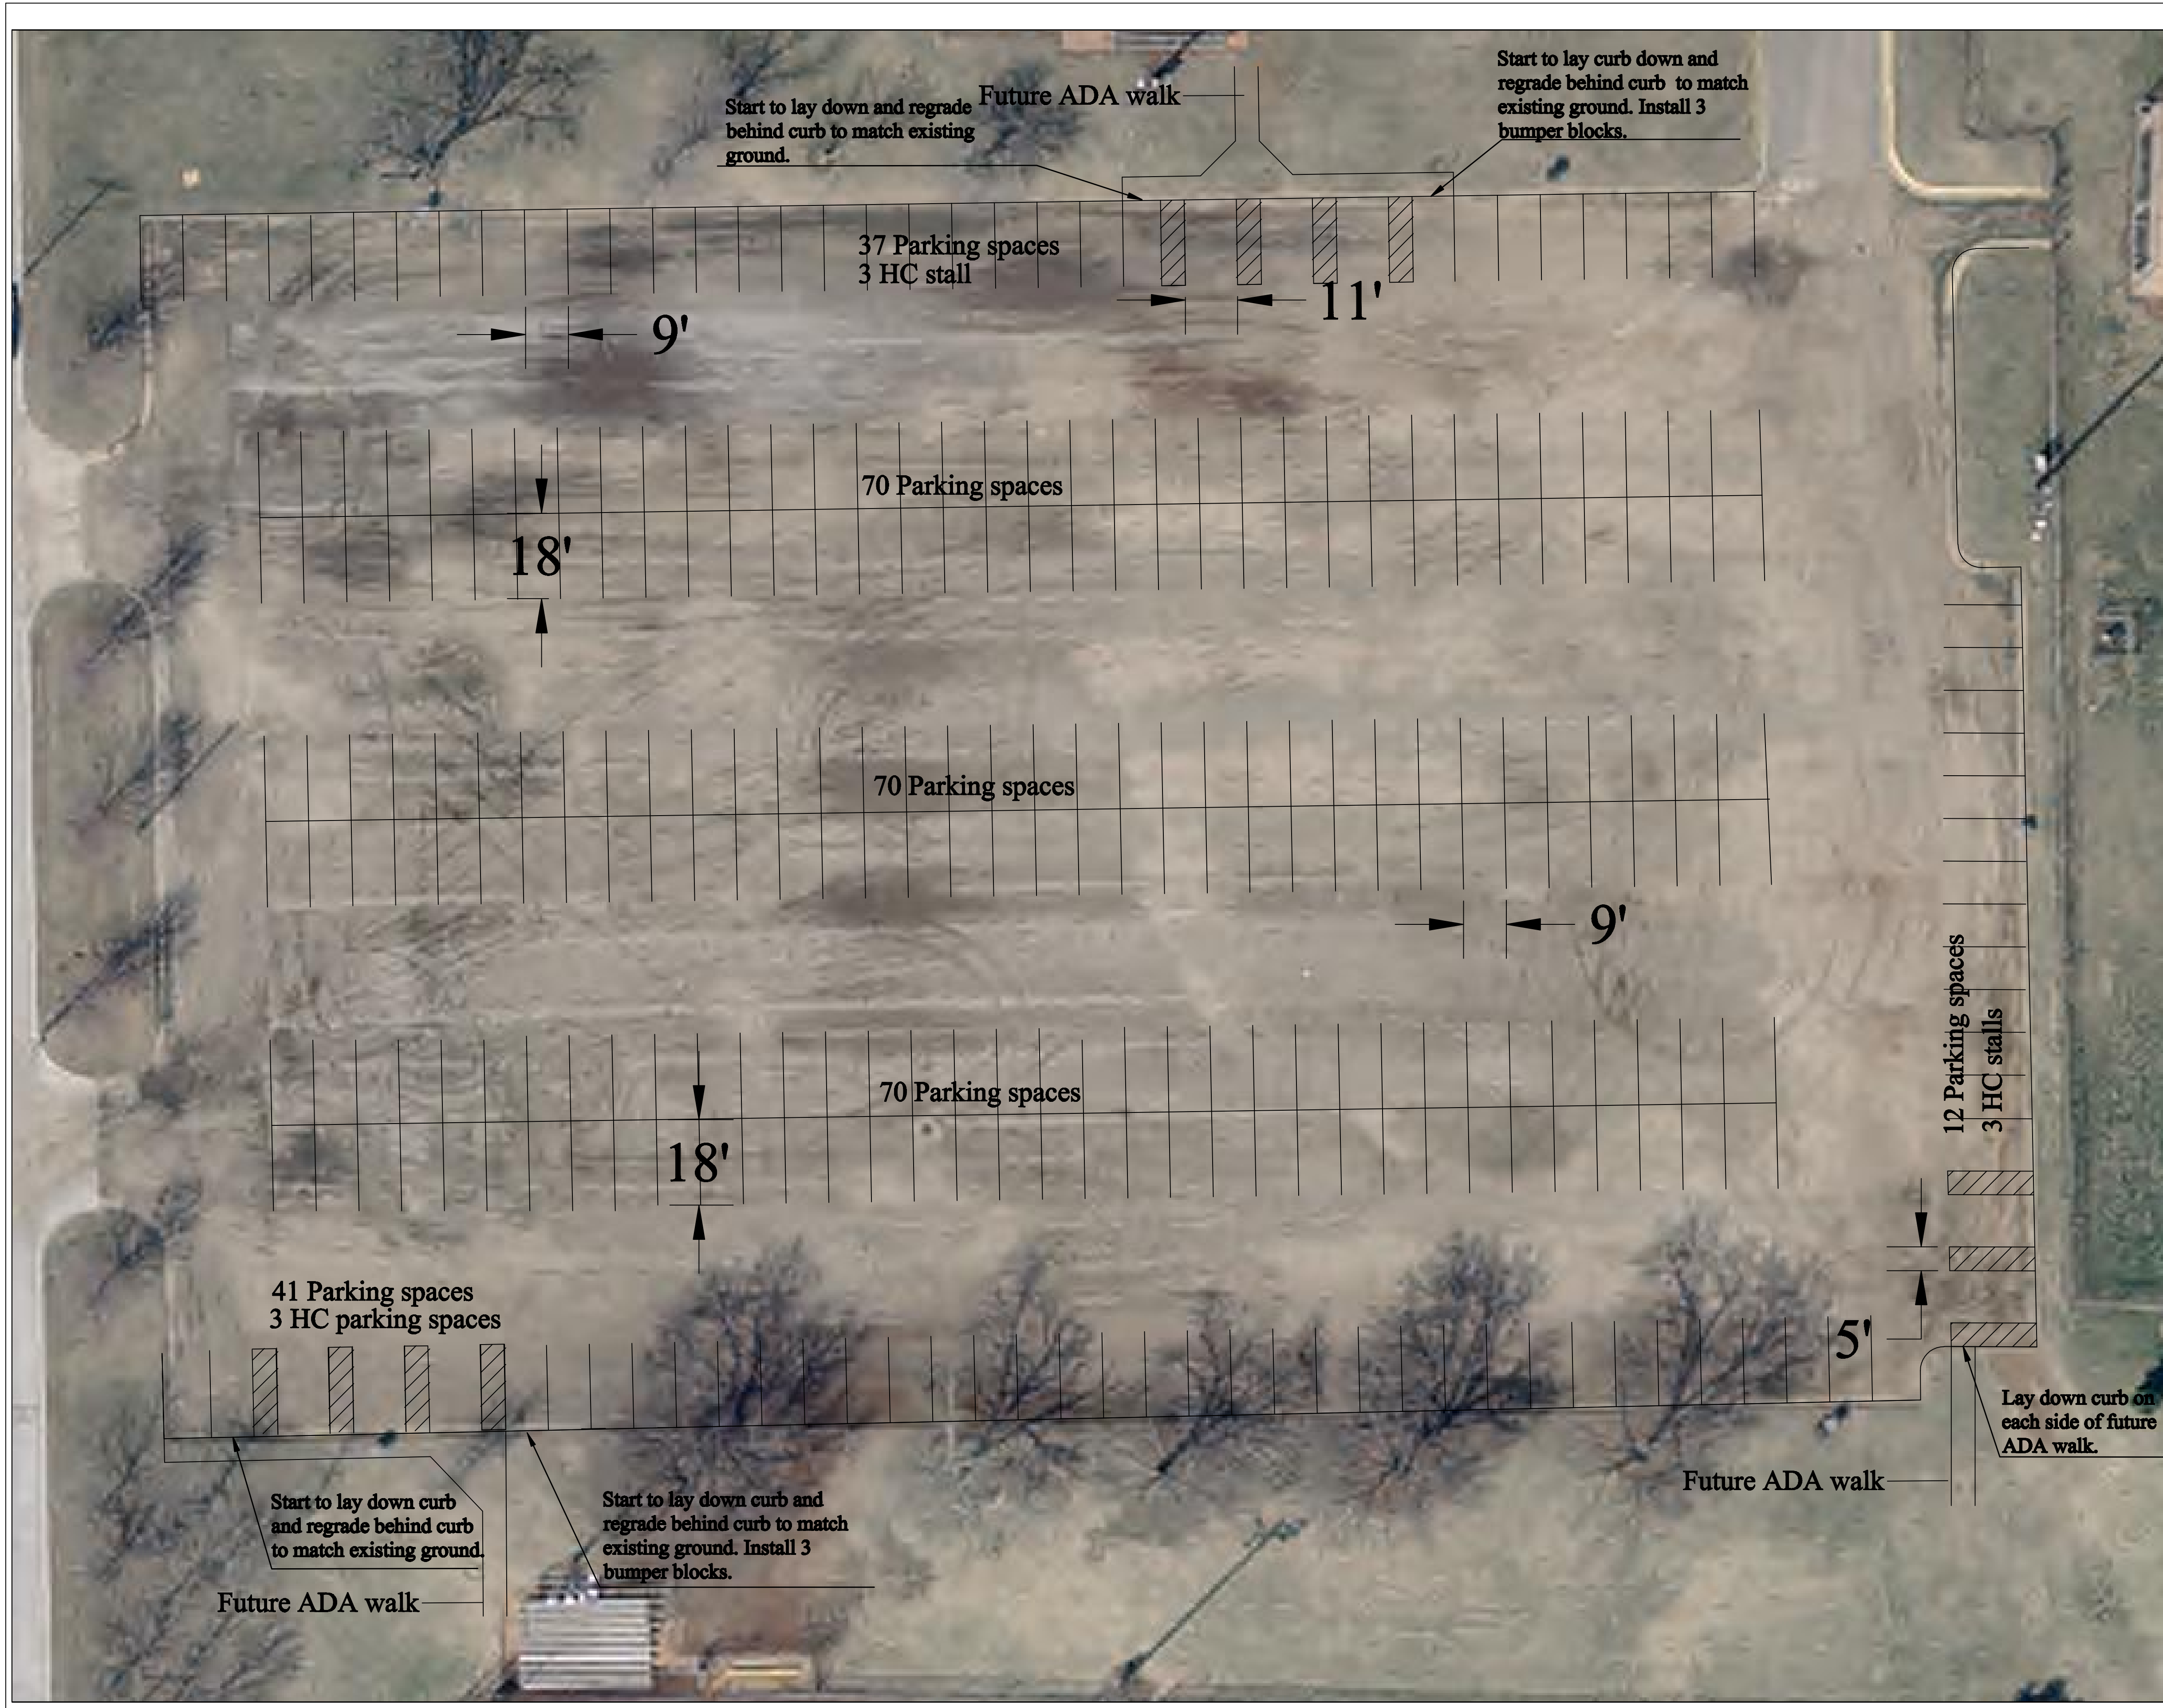 Start to lay curb down and
regrade behind curb to match
existing ground. Install 3
bumper blocks.
Future ADA walk
Start to lay down and regrade
behind curb to match existing
ground.
37 Parking spaces
3 HC stall
11'
9'
70 Parking spaces
18'
70 Parking spaces
9'
12 Parking spaces
3 HC stalls
70 Parking spaces
18'
41 Parking spaces
3 HC parking spaces
5'
Lay down curb on
each side of future
ADA walk.
Future ADA walk
Start to lay down curb
and regrade behind curb
to match existing ground.
Start to lay down curb and
regrade behind curb to match
existing ground. Install 3
bumper blocks.
Future ADA walk